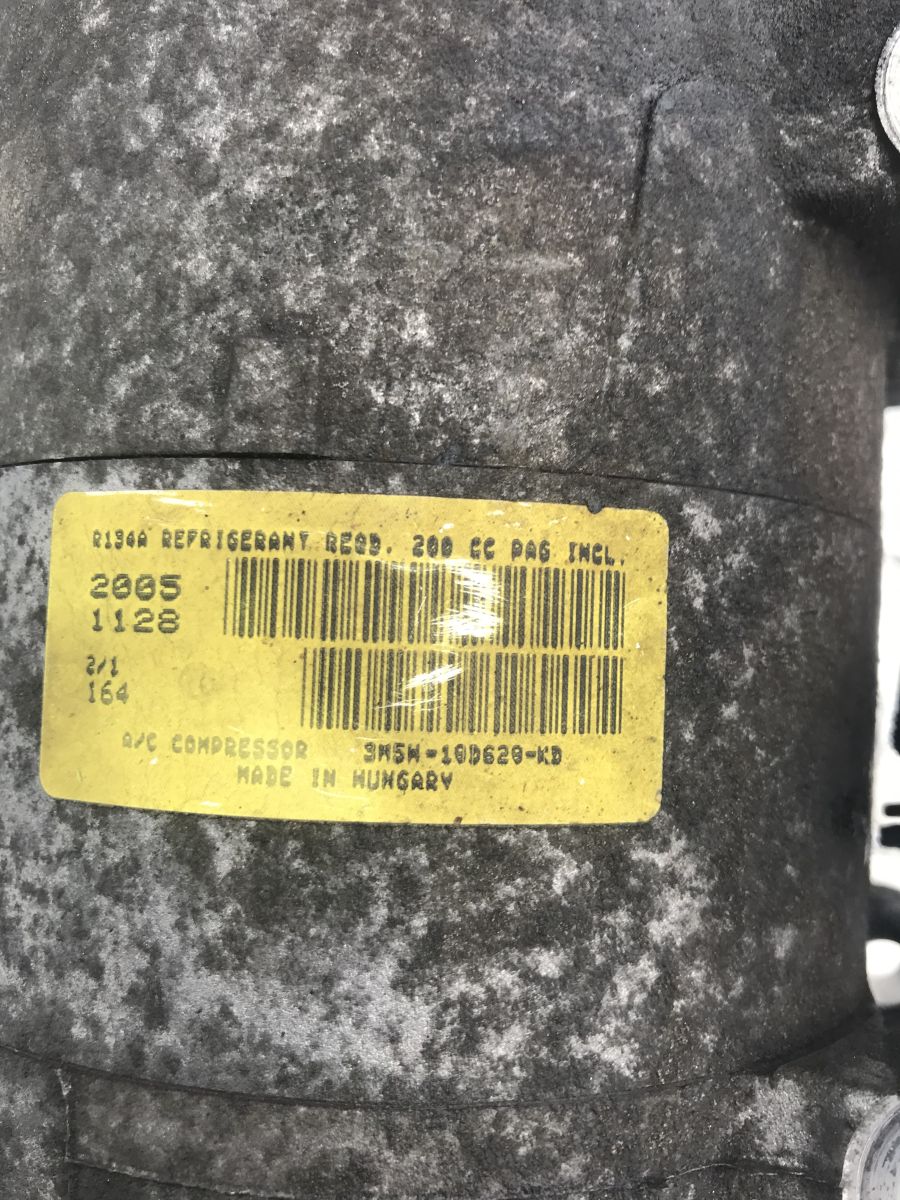 R134A REFRIGERANT REQD. 200 CC PAG INCL.
2005
1128
2/1
164
A/C COMPRESSOR 3M5H-19D629-KD
MADE IN HUNGARY